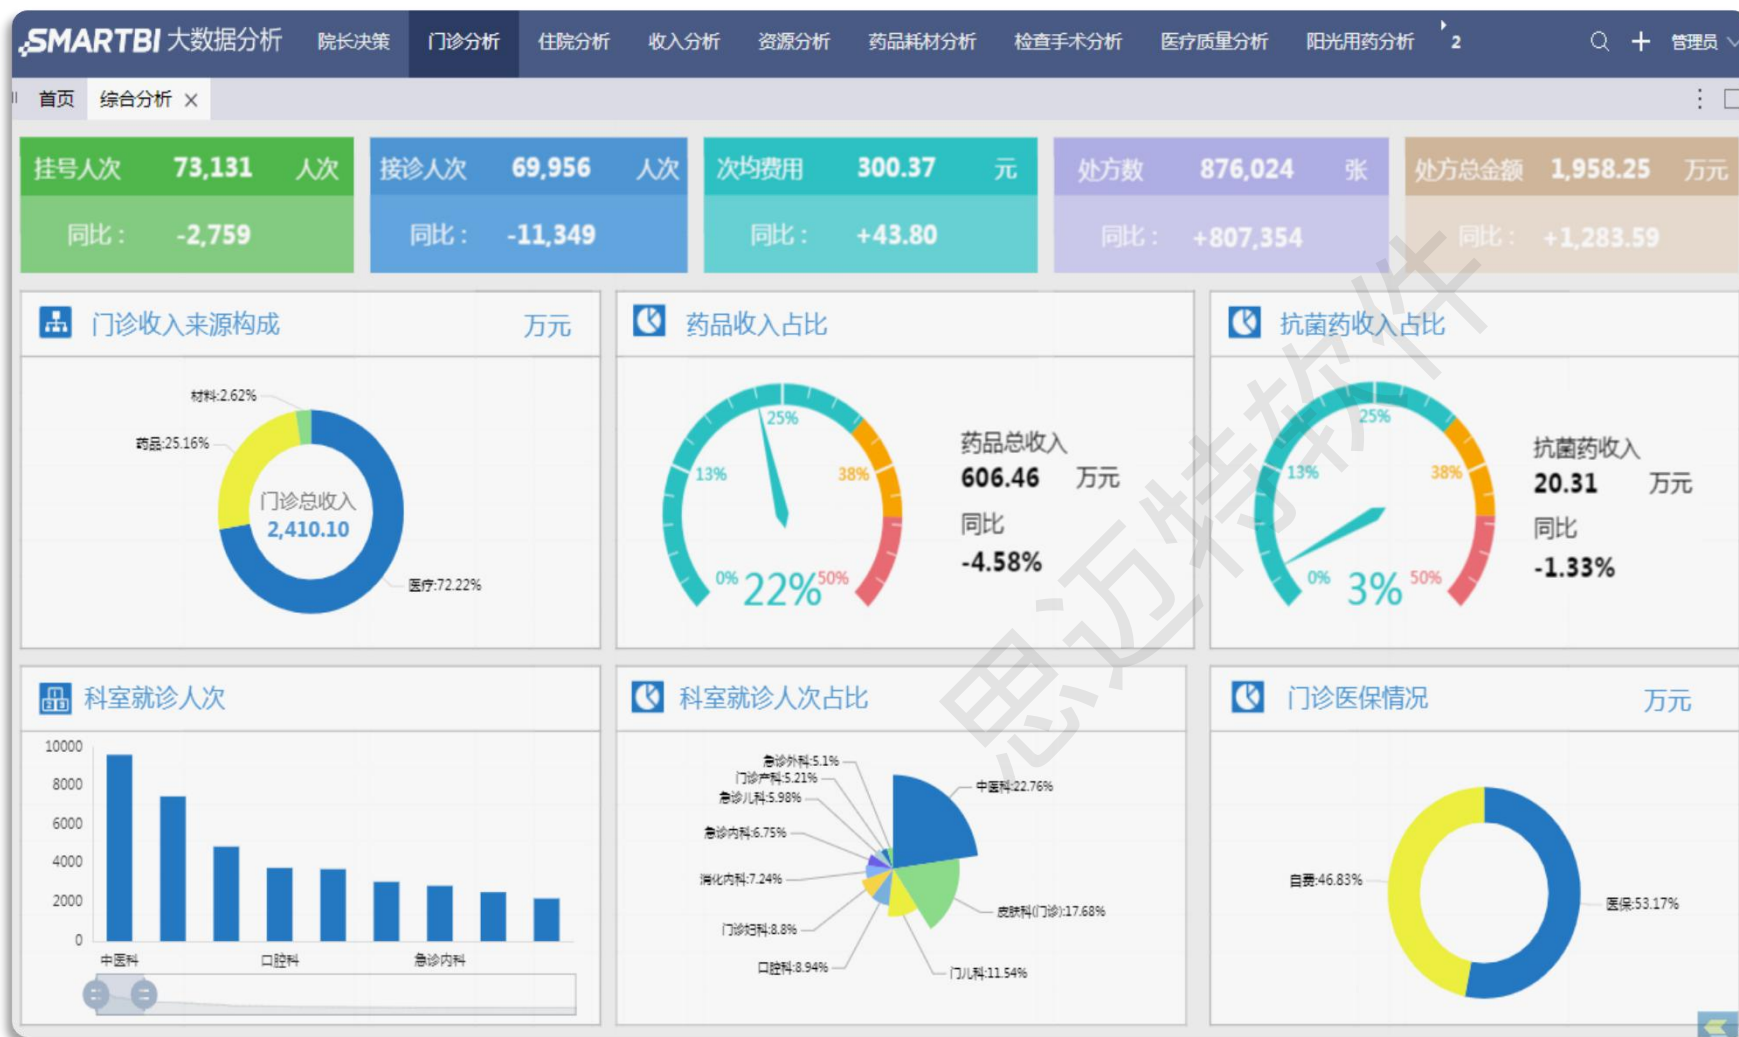 SMARTBI 大数据分析 院长决策 门诊分析 住院分析 收入分析 资源分析 药品耗材分析 检查手术分析 医疗质量分析 阳光用药分析 2 管理员
首页 综合分析
挂号人次 73,131 人次
同比： -2,759
接诊人次 69,956 人次
同比： -11,349
次均费用 300.37 元
同比： +43.80
处方数 876,024 张
同比： +807,354
处方总金额 1,958.25 万元
同比： +1,283.59
门诊收入来源构成 万元
材料:2.62%
药品:25.16%
门诊总收入
2,410.10
医疗:72.22%
药品收入占比
25%
13%
38%
0%
22%
50%
药品总收入
606.46 万元
同比
-4.58%
抗菌药收入占比
25%
13%
38%
0%
3%
50%
抗菌药收入
20.31 万元
同比
-1.33%
科室就诊人次
10000
8000
6000
4000
2000
0
中医科 口腔科 急诊内科
科室就诊人次占比
急诊外科:5.1%
门诊产科:5.21%
急诊儿科:5.98%
急诊内科:6.75%
消化内科:7.24%
门诊妇科:8.8%
口腔科:8.94%
中医科:22.76%
皮肤科(门诊):17.68%
门儿科:11.54%
门诊医保情况 万元
自费:46.83%
医保:53.17%
思迈特软件